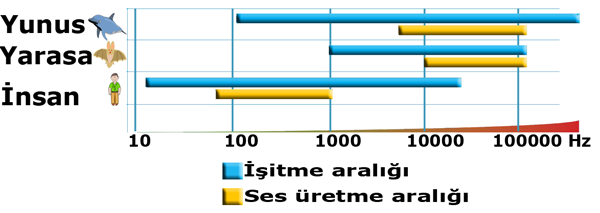 Yunus
Yarasa
İnsan
10 100 1000 10000 100000 Hz
İşitme aralığı
Ses üretme aralığı